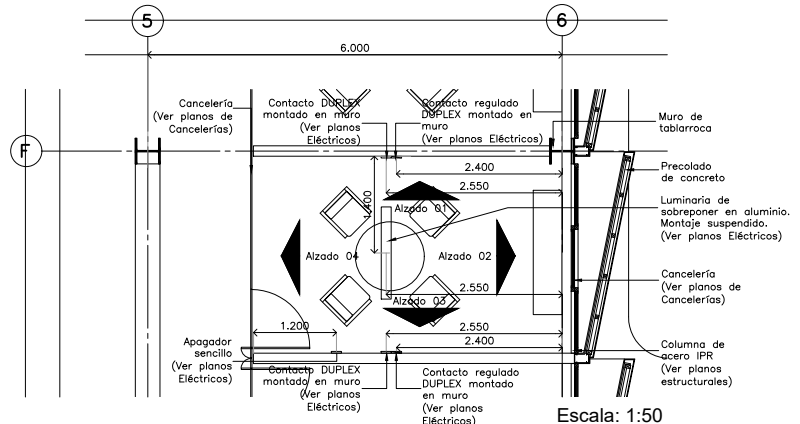 5
6
6.000
Cancelería
(Ver planos de
Cancelerías)
Contacto DUPLEX
montado en muro
(Ver planos
Eléctricos)
Contacto regulado
DUPLEX montado en
muro
(Ver planos Eléctricos)
Muro de
tablarroca
F
2.400
Precolado
de concreto
2.550
1.400
Alzado 01
Luminaria de
sobreponer en aluminio.
Montaje suspendido.
(Ver planos Eléctricos)
Alzado 04
Alzado 02
Cancelería
(Ver planos de
Cancelerías)
2.550
Alzado 03
1.200
2.550
Apagador
sencillo
(Ver planos
Eléctricos)
2.400
Columna de
acero IPR
(Ver planos
estructurales)
Contacto DUPLEX
montado en muro
(Ver planos
Eléctricos)
Contacto regulado
DUPLEX montado
en muro
(Ver planos
Eléctricos)
Escala: 1:50